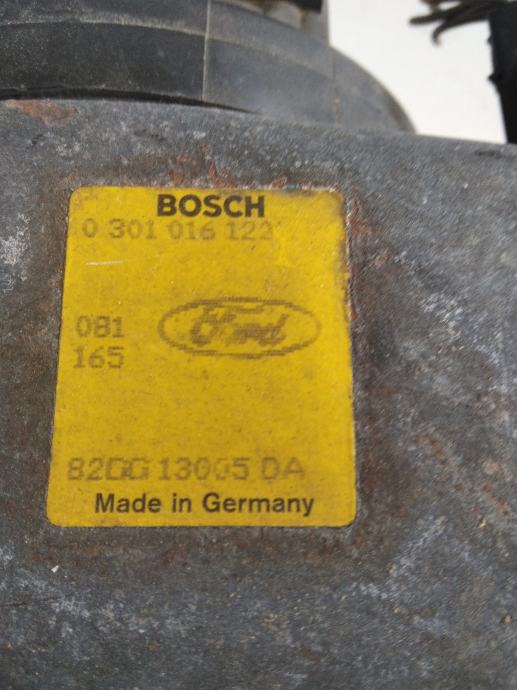 BOSCH
0 301 016 122
081
Ford
165
82GG 13005 DA
Made in Germany